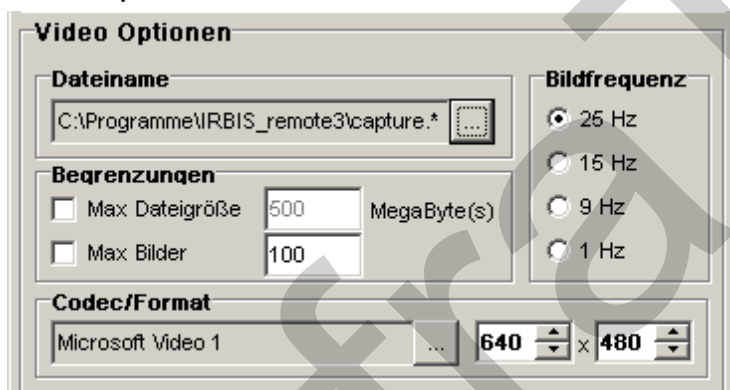 Video Optionen
Dateiname
C:\Programme\IRBIS_remote3\capture.* ...
Bildfrequenz
25 Hz
15 Hz
9 Hz
1 Hz
Begrenzungen
Max Dateigröße 500 MegaByte(s)
Max Bilder 100
Codec/Format
Microsoft Video 1 ... 640 x 480